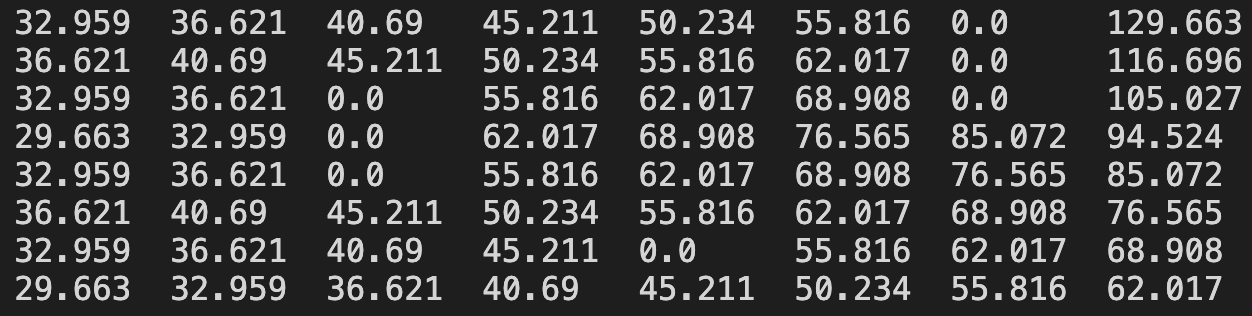 32.959 36.621 40.69 45.211 50.234 55.816 0.0 129.663
36.621 40.69 45.211 50.234 55.816 62.017 0.0 116.696
32.959 36.621 0.0 55.816 62.017 68.908 0.0 105.027
29.663 32.959 0.0 62.017 68.908 76.565 85.072 94.524
32.959 36.621 0.0 55.816 62.017 68.908 76.565 85.072
36.621 40.69 45.211 50.234 55.816 62.017 68.908 76.565
32.959 36.621 40.69 45.211 0.0 55.816 62.017 68.908
29.663 32.959 36.621 40.69 45.211 50.234 55.816 62.017